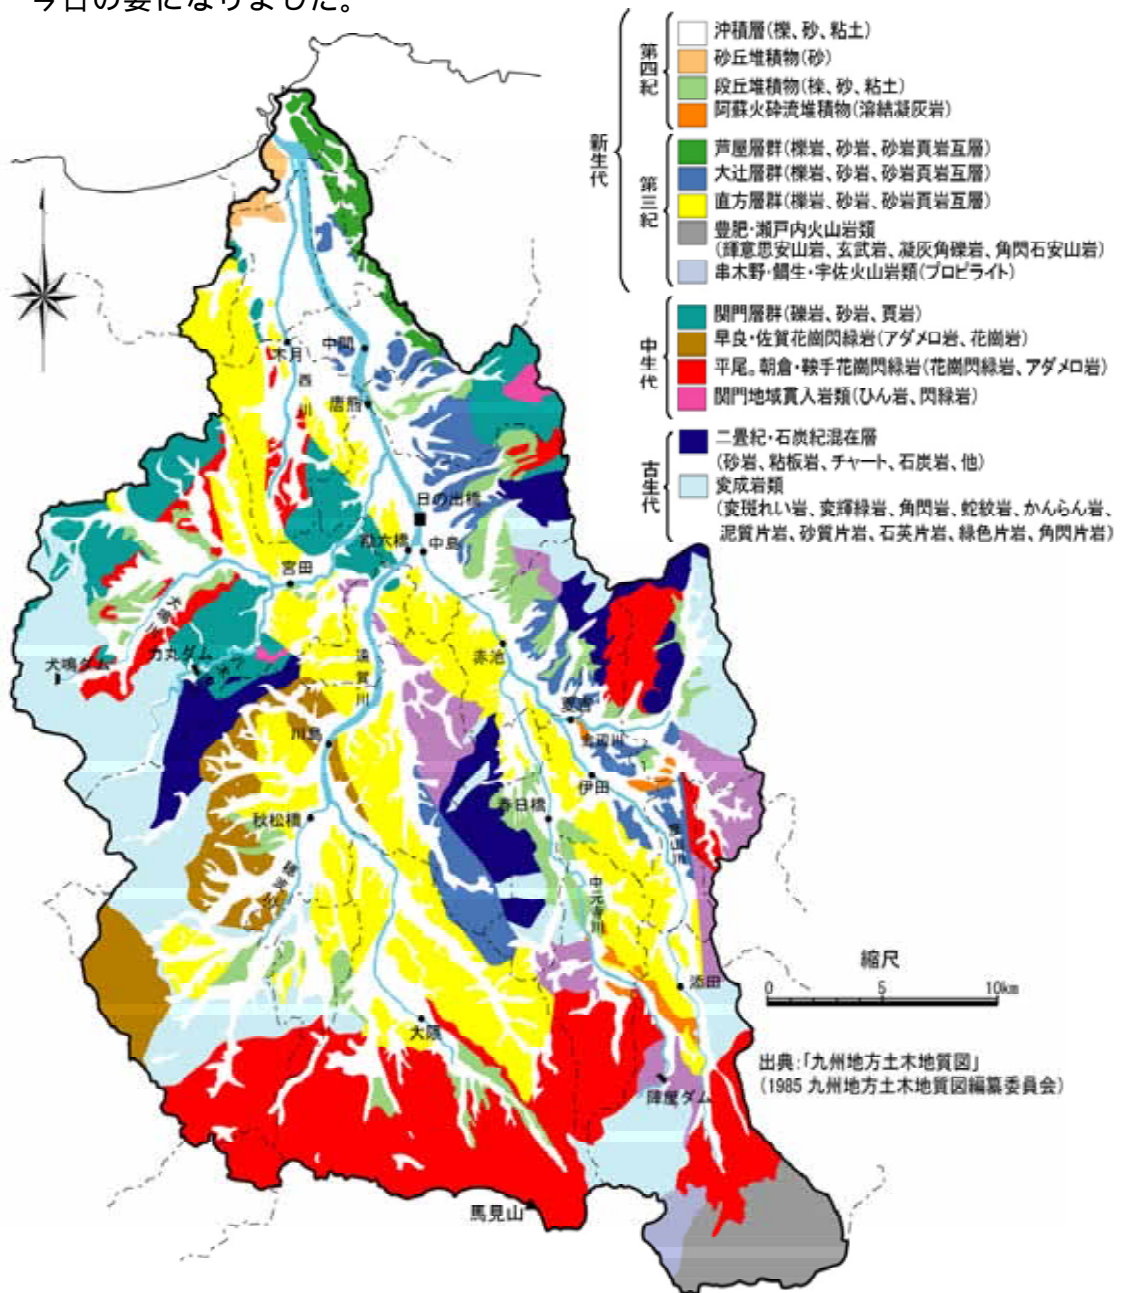 今日の姿になりました。
新生代
第四紀
沖積層(礫、砂、粘土)
砂丘堆積物(砂)
段丘堆積物(礫、砂、粘土)
阿蘇火砕流堆積物(溶結凝灰岩)
第三紀
芦屋層群(礫岩、砂岩、砂岩頁岩互層)
大辻層群(礫岩、砂岩、砂岩頁岩互層)
直方層群(礫岩、砂岩、砂岩頁岩互層)
豊肥・瀬戸内火山岩類
(輝意思安山岩、玄武岩、凝灰角礫岩、角閃石安山岩)
串木野・鯛生・宇佐火山岩類(プロピライト)
中生代
関門層群(礫岩、砂岩、頁岩)
早良・佐賀花崗閃緑岩(アダメロ岩、花崗岩)
平尾。朝倉・鞍手花崗閃緑岩(花崗閃緑岩、アダメロ岩)
関門地域貫入岩類(ひん岩、閃緑岩)
古生代
二畳紀・石炭紀混在層
(砂岩、粘板岩、チャート、石炭岩、他)
変成岩類
(変斑れい岩、変輝緑岩、角閃岩、蛇紋岩、かんらん岩、
泥質片岩、砂質片岩、石英片岩、緑色片岩、角閃片岩)
木月
中間
西川
唐熊
日の出橋
中島
宮田
犬鳴ダム
力丸ダム
遠賀川
赤池
夏吉
川島
伊田
春日橋
秋松橋
中元寺川
添田
大隈
陣屋ダム
馬見山
縮尺
0 5 10km
出典:「九州地方土木地質図」
(1985 九州地方土木地質図編纂委員会)